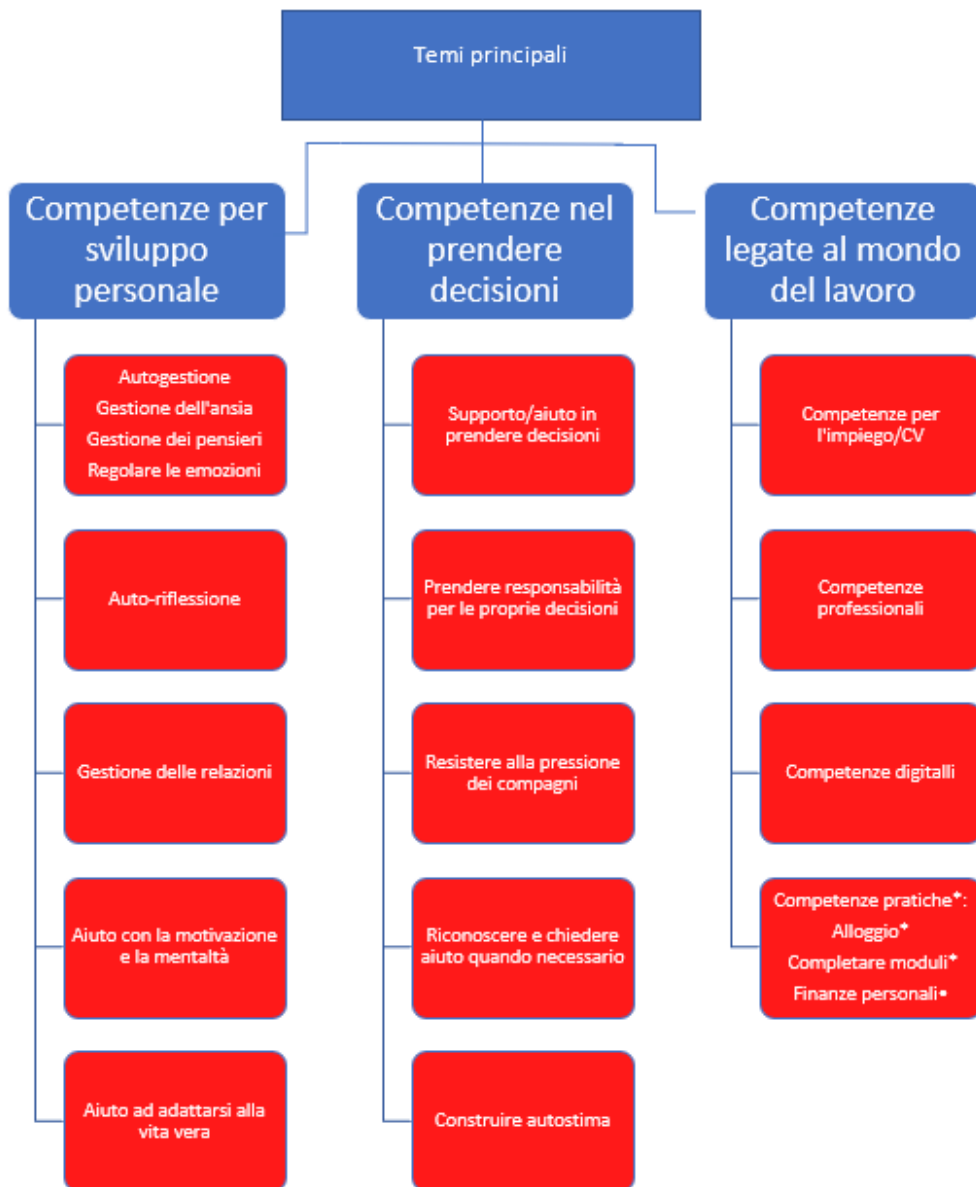 Temi principali
Competenze per
sviluppo
personale
Autogestione
Gestione dell'ansia
Gestione dei pensieri
Regolare le emozioni
Auto-riflessione
Gestione delle relazioni
Aiuto con la motivazione
e la mentaltà
Aiuto ad adattarsi alla
vita vera
Competenze nel
prendere
decisioni
Supporto/aiuto in
prendere decisioni
Prendere responsabilità
per le proprie decisioni
Resistere alla pressione
dei compagni
Riconoscere e chiedere
aiuto quando necessario
Construire autostima
Competenze
legate al mondo
del lavoro
Competenze per
l'impiego/CV
Competenze
professionali
Competenze digitalli
Competenze pratiche*:
Alloggio*
Completare moduli*
Finanze personali•